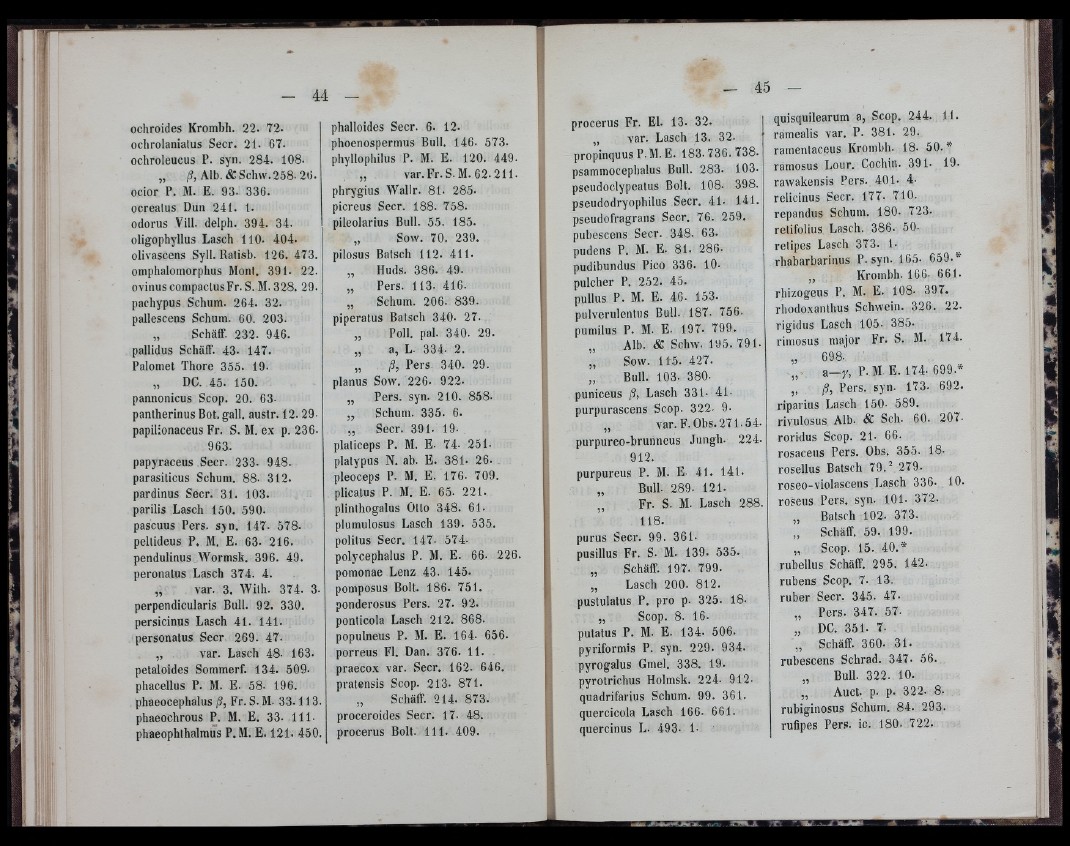 — 44 —
ochroides Krombh. 22. 72.
ochrolaniatus Secr. 21. 67.
ochroleucus P. syn. 284. 108.
„ β, Alb. & Schw. 258. 26.
ocior P. M. E. 93. 336.
ocreatus Dun 241. 1.
odorus Vill. delph. 394. 34.
oligophyllus Lasch 110. 404.
olivascens Syll. Ratisb. 126. 473.
omphalomorphus Mont. 391. 22.
ovinus compactus Fr. S. M. 328. 29.
pachypus Schum. 264. 32.
pallescens Schum. 60. 203.
„ Schäff. 232. 946.
pallidus Schäff. 43. 147.
Palomet Thore 355. 19.
„ DC. 45. 150.
pannonicus Scop. 20. 63.
pantherinus Bot. gall. austr. 12. 29.
papilionaceus Fr. S. M. ex p. 236.
963.
papyraceus Secr. 233. 948.
parasiticus Schum. 88. 312.
pardinus Secr. 31. 103.
parilis Lasch 150. 590.
pascuus Pers. syn. 147. 578.
peltideus P. M. E. 63. 216.
pendulinus Wormsk. 396. 49.
peronatus Lasch 374. 4.
„ var. 3. With. 374. 3.
perpendicularis Bull. 92. 330.
persicinus Lasch 41. 141.
personatus Secr 269. 47.
„ var. Lasch 48. 163.
petaloides Sommerf. 134. 509.
phacellus P. M. E. 58. 196.
phaeocephalus β, Fr. S. M. 33. 113.
phaeochrous P. M. E. 33. 111.
phaeophthalmus P. M. E. 121. 450.
phalloides Secr. 6. 12.
phoenospermus Bull. 146. 573.
phyllophilus P. M. E. 120. 449.
„ var. Fr. S. M. 62. 211.
phrygius Wallr. 81. 285.
picreus Secr. 188. 758.
pileolarius Bull. 55. 185.
„ Sow. 70. 239.
pilosus Batsch 112. 411.
„ Huds. 386. 49.
„ Pers. 113. 416.
„ Schum. 206. 839.
piperatus Batsch 340. 27.
„ Poll. pal. 340. 29.
„ a, L. 334. 2.
„ β, Pers 340. 29.
planus Sow. 226. 922.
„ Pers. syn. 210. 858.
„ Schum. 335. 6.
„ Secr. 391. 19.
platiceps P. M. E. 74. 251.
platypus N. ab. E. 381. 26.
pleoceps P. M. E. 176. 709.
plicatus P. M. E. 65. 221.
plinthogalus Otto 348. 61.
plumulosus Lasch 139. 535.
politus Secr. 147. 574.
polycephalus P. M. E. 66. 226.
pomonae Lenz 43. 145.
pomposus Bolt. 186. 751.
ponderosus Pers. 27. 92.
ponticola Lasch 212. 868.
populneus P. M. E. 164. 656.
porreus Fl. Dan. 376. 11.
praecox var. Secr. 162. 646.
pratensis Scop. 213. 871.
„ Schäff. 214. 873.
proceroides Secr. 17. 48.
procerus Bolt. 111. 409.
— 45 —
procerus Fr. El. 13. 32.
„ var. Lasch 13. 32.
propinquus P. M. E. 183. 736. 738.
psammocephalus Bull. 283. 103.
pseudoclypeatus Bolt. 108. 398.
pseudodryophilus Secr. 41. 141.
pseudofragrans Secr. 76. 259.
pubescens Secr. 348. 63.
pudens P. M. E. 81. 286.
pudibundus Pico 336. 10.
pulcher P. 252. 45.
pullus P. M. E. 46. 153.
pulverulentus Bull. 187. 756.
pumilus P. M. E. 197. 799.
„ Alb. & Schw. 195. 791.
„ Sow. 115. 427.
„ Bull. 103. 380.
puniceus β, Lasch 331. 41.
purpurascens Scop. 322. 9.
„ var. F. Obs. 271. 54.
purpureo-brunneus Jungh. 224.
912.
purpureus P. M. E. 41. 141.
„ Bull. 289. 121.
„ Fr. S. M. Lasch 288.
118.
purus Secr. 99. 361.
pusillus Fr. S. M. 139. 535.
„ Schäff. 197. 799.
„ Lasch 200. 812.
pustulatus P. pro p. 325. 18.
„ Scop. 8. 16.
putatus P. M. E. 134. 506.
pyriformis P. syn. 229. 934.
pyrogalus Gmel. 338. 19.
pyrotrichus Holmsk. 224. 912.
quadrifarius Schum. 99. 361.
quercicola Lasch 166. 661.
quercinus L. 493. 1.
quisquilearum a, Scop. 244. 11.
ramealis var. P. 381. 29.
ramentaceus Krombh. 18. 50.*
ramosus Lour. Cochin. 391. 19.
rawakensis Pers. 401. 4.
relicinus Secr. 177. 710.
repandus Schum. 180. 723.
retifolius Lasch. 386. 50.
retipes Lasch 373. 1.
rhabarbarinus P. syn. 165. 659.*
„ Krombh. 166. 661.
rhizogeus P. M. E. 108. 397.
rhodoxanthus Schwein. 326. 22.
rigidus Lasch 105. 385.
rimosus major Fr. S. M. 174.
„ 698.
„ a—γ, P. M. E. 174. 699.*
„ β, Pers. syn. 173. 692.
riparius Lasch 150. 589.
rivulosus Alb. & Sch. 60. 207.
roridus Scop. 21. 66.
rosaceus Pers. Obs. 355. 18.
rosellus Batsch 79.² 279.
roseo-violascens Lasch 336. 10.
roseus Pers. syn. 101. 372.
„ Batsch 102. 373.
„ Schäff. 59. 199.
„ Scop. 15. 40.*
rubellus Schäff. 295. 142.
rubens Scop. 7. 13.
ruber Secr. 345. 47.
„ Pers. 347. 57.
„ DC. 351. 7.
„ Schäff. 360. 31.
rubescens Schrad. 347. 56.
„ Bull. 322. 10.
„ Auct. p. p. 322. 8.
rubiginosus Schum. 84. 293.
rufipes Pers. ic. 180. 722.